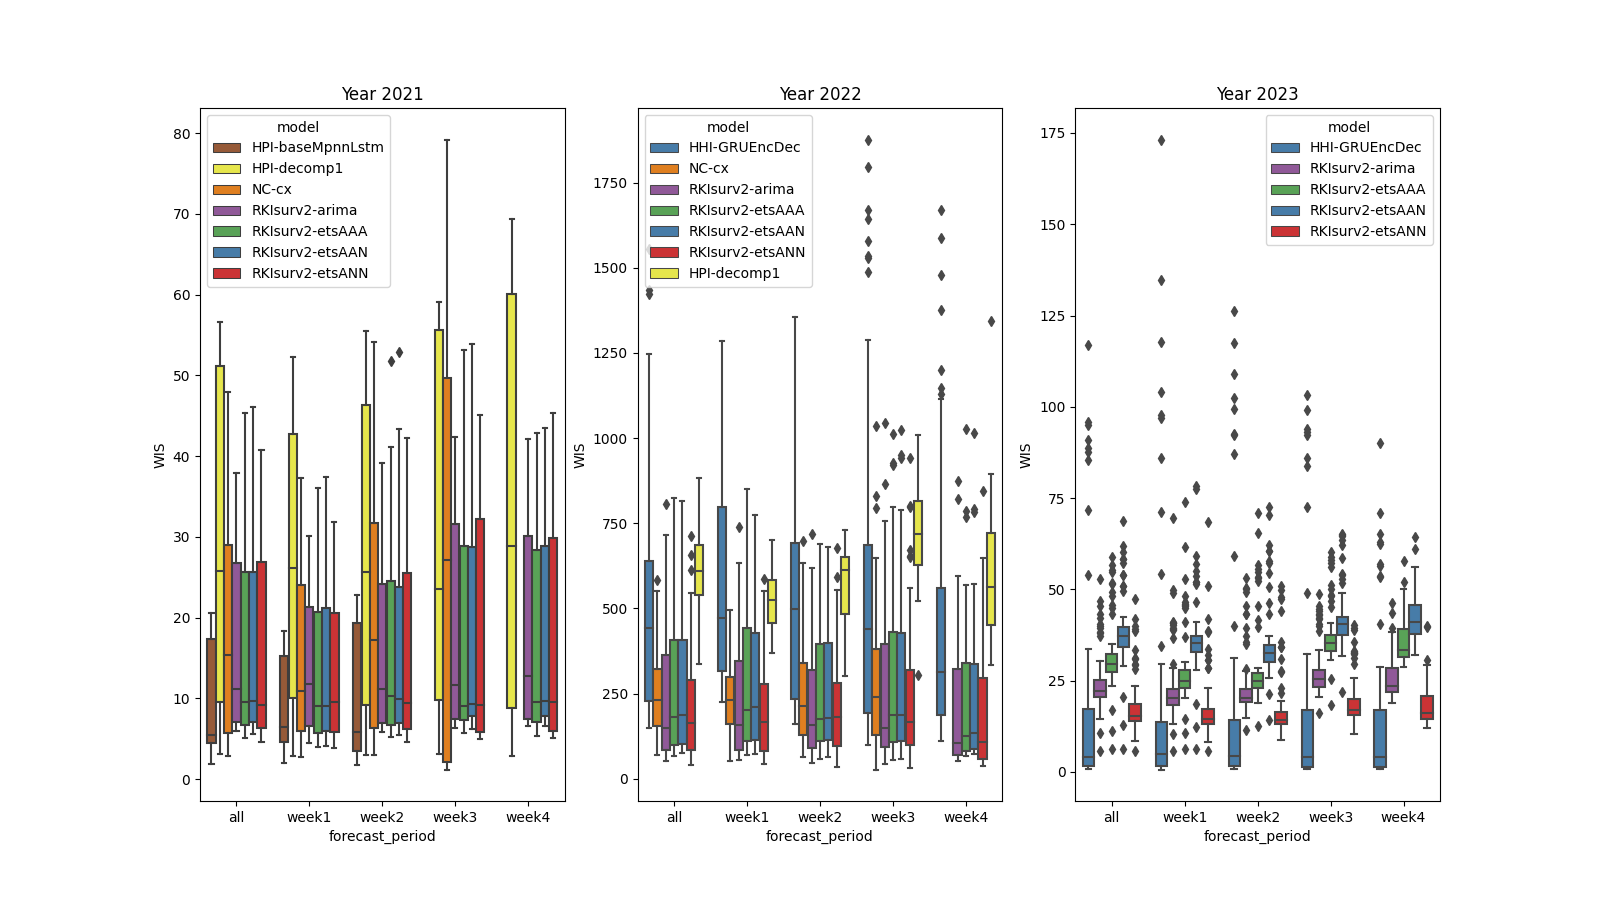 Year 2021
model
HPI-baseMpnnLstm
HPI-decomp1
NC-cx
RKIsurv2-arima
RKIsurv2-etsAAA
RKIsurv2-etsAAN
RKIsurv2-etsANN
80
70
60
50
40
30
20
10
0
WIS
all week1 week2 week3 week4
forecast_period
Year 2022
model
HHI-GRUEncDec
NC-cx
RKIsurv2-arima
RKIsurv2-etsAAA
RKIsurv2-etsAAN
RKIsurv2-etsANN
HPI-decomp1
1750
1500
1250
1000
750
500
250
0
WIS
all week1 week2 week3 week4
forecast_period
Year 2023
model
HHI-GRUEncDec
RKIsurv2-arima
RKIsurv2-etsAAA
RKIsurv2-etsAAN
RKIsurv2-etsANN
175
150
125
100
75
50
25
0
WIS
all week1 week2 week3 week4
forecast_period